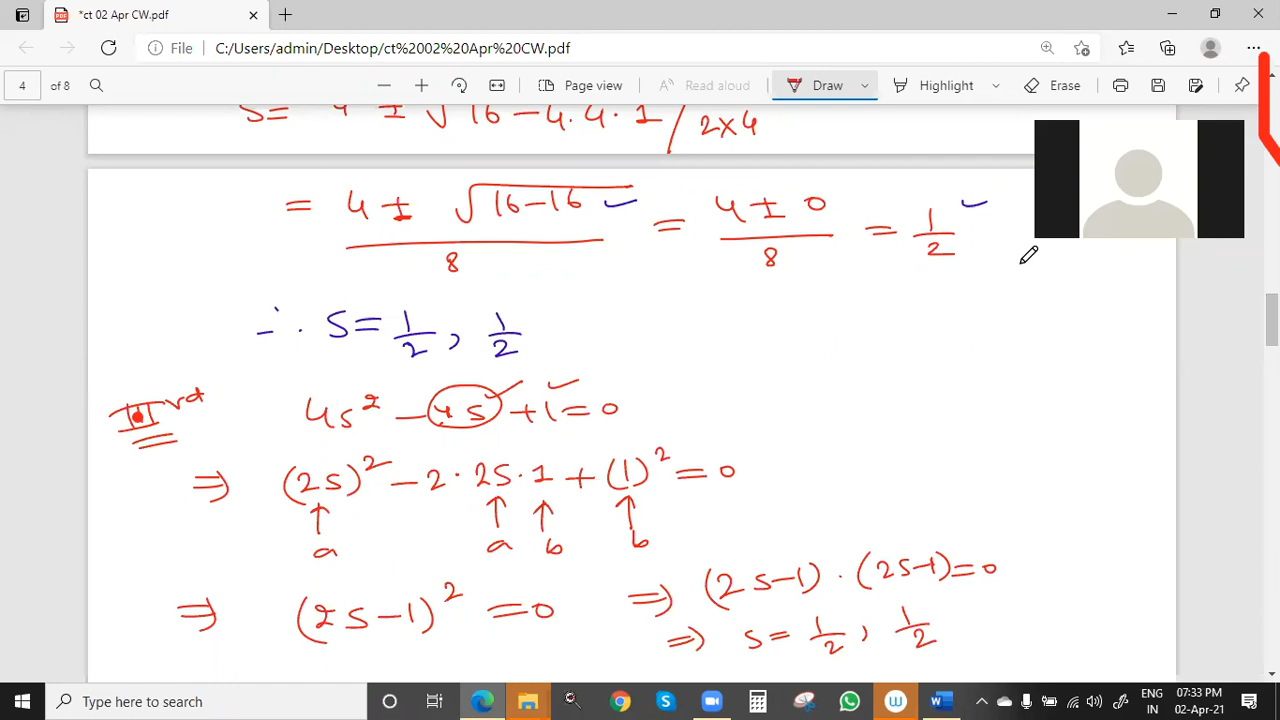 *ct 02 Apr CW.pdf
File C:/Users/admin/Desktop/ct%2002%20Apr%20CW.pdf
4 of 8 Page view Read aloud Draw Highlight Erase
S= 4 ± √16-4.4.1 / 2×4
= 4 ± √16-16 / 8 = 4 ± 0 / 8 = 1/2
∴ S = 1/2, 1/2
IIIrd 4s² - 4s + 1 = 0
⇒ (2s)² - 2 · 2s · 1 + (1)² = 0
a a b b
⇒ (2s-1)² = 0 ⇒ (2s-1) · (2s-1) = 0
⇒ s = 1/2, 1/2
Type here to search
ENG 07:33 PM
IN 02-Apr-21